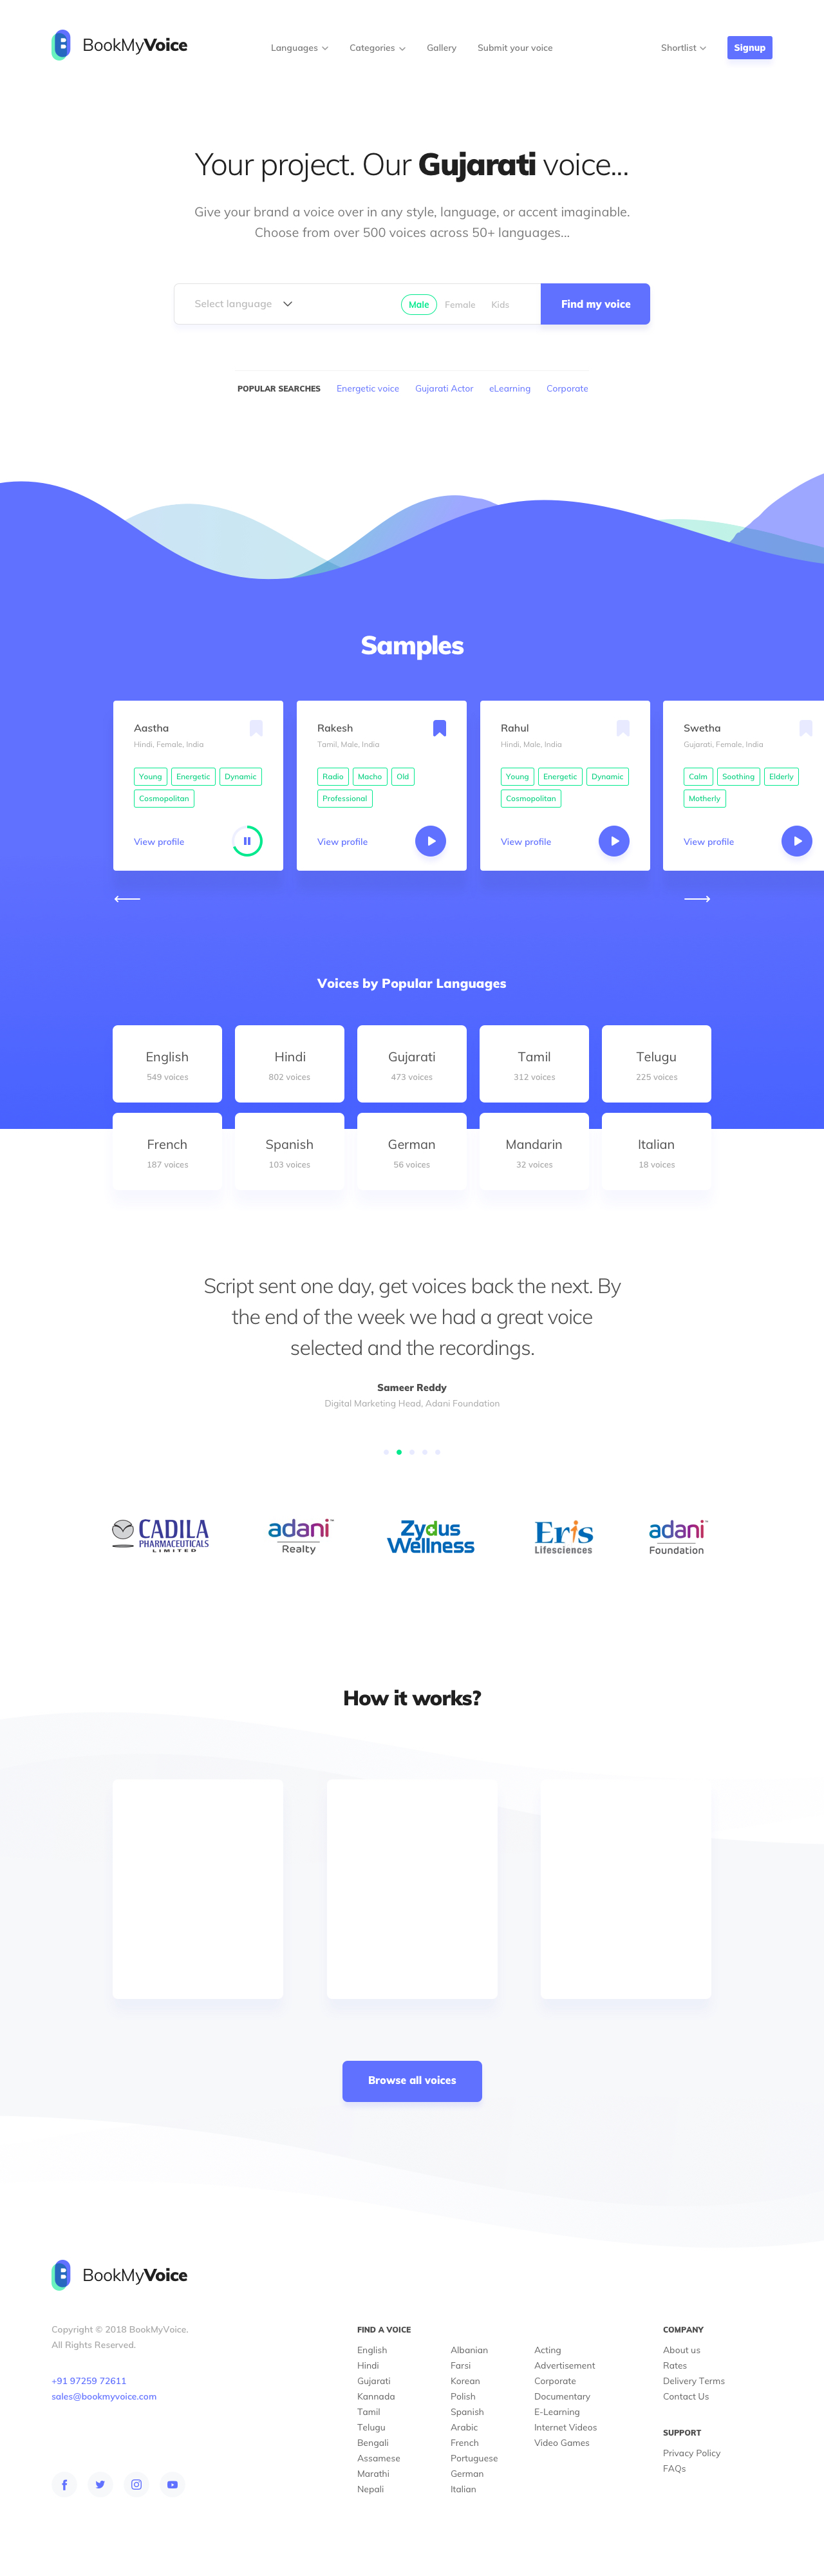 BookMyVoice
Languages Categories Gallery Submit your voice Shortlist Signup
Your project. Our Gujarati voice...
Give your brand a voice over in any style, language, or accent imaginable.
Choose from over 500 voices across 50+ languages...
Select language Male Female Kids Find my voice
POPULAR SEARCHES Energetic voice Gujarati Actor eLearning Corporate
Samples
Aastha
Hindi, Female, India
Young Energetic Dynamic
Cosmopolitan
View profile
Rakesh
Tamil, Male, India
Radio Macho Old
Professional
View profile
Rahul
Hindi, Male, India
Young Energetic Dynamic
Cosmopolitan
View profile
Swetha
Gujarati, Female, India
Calm Soothing Elderly
Motherly
View profile
Voices by Popular Languages
English
549 voices
Hindi
802 voices
Gujarati
473 voices
Tamil
312 voices
Telugu
225 voices
French
187 voices
Spanish
103 voices
German
56 voices
Mandarin
32 voices
Italian
18 voices
Script sent one day, get voices back the next. By
the end of the week we had a great voice
selected and the recordings.
Sameer Reddy
Digital Marketing Head, Adani Foundation
CADILA
PHARMACEUTICALS
LIMITED
adani™
Realty
Zydus
Wellness
Eris
Lifesciences
adani™
Foundation
How it works?
Browse all voices
BookMyVoice
Copyright © 2018 BookMyVoice.
All Rights Reserved.
+91 97259 72611
sales@bookmyvoice.com
FIND A VOICE
English
Hindi
Gujarati
Kannada
Tamil
Telugu
Bengali
Assamese
Marathi
Nepali
Albanian
Farsi
Korean
Polish
Spanish
Arabic
French
Portuguese
German
Italian
Acting
Advertisement
Corporate
Documentary
E-Learning
Internet Videos
Video Games
COMPANY
About us
Rates
Delivery Terms
Contact Us
SUPPORT
Privacy Policy
FAQs